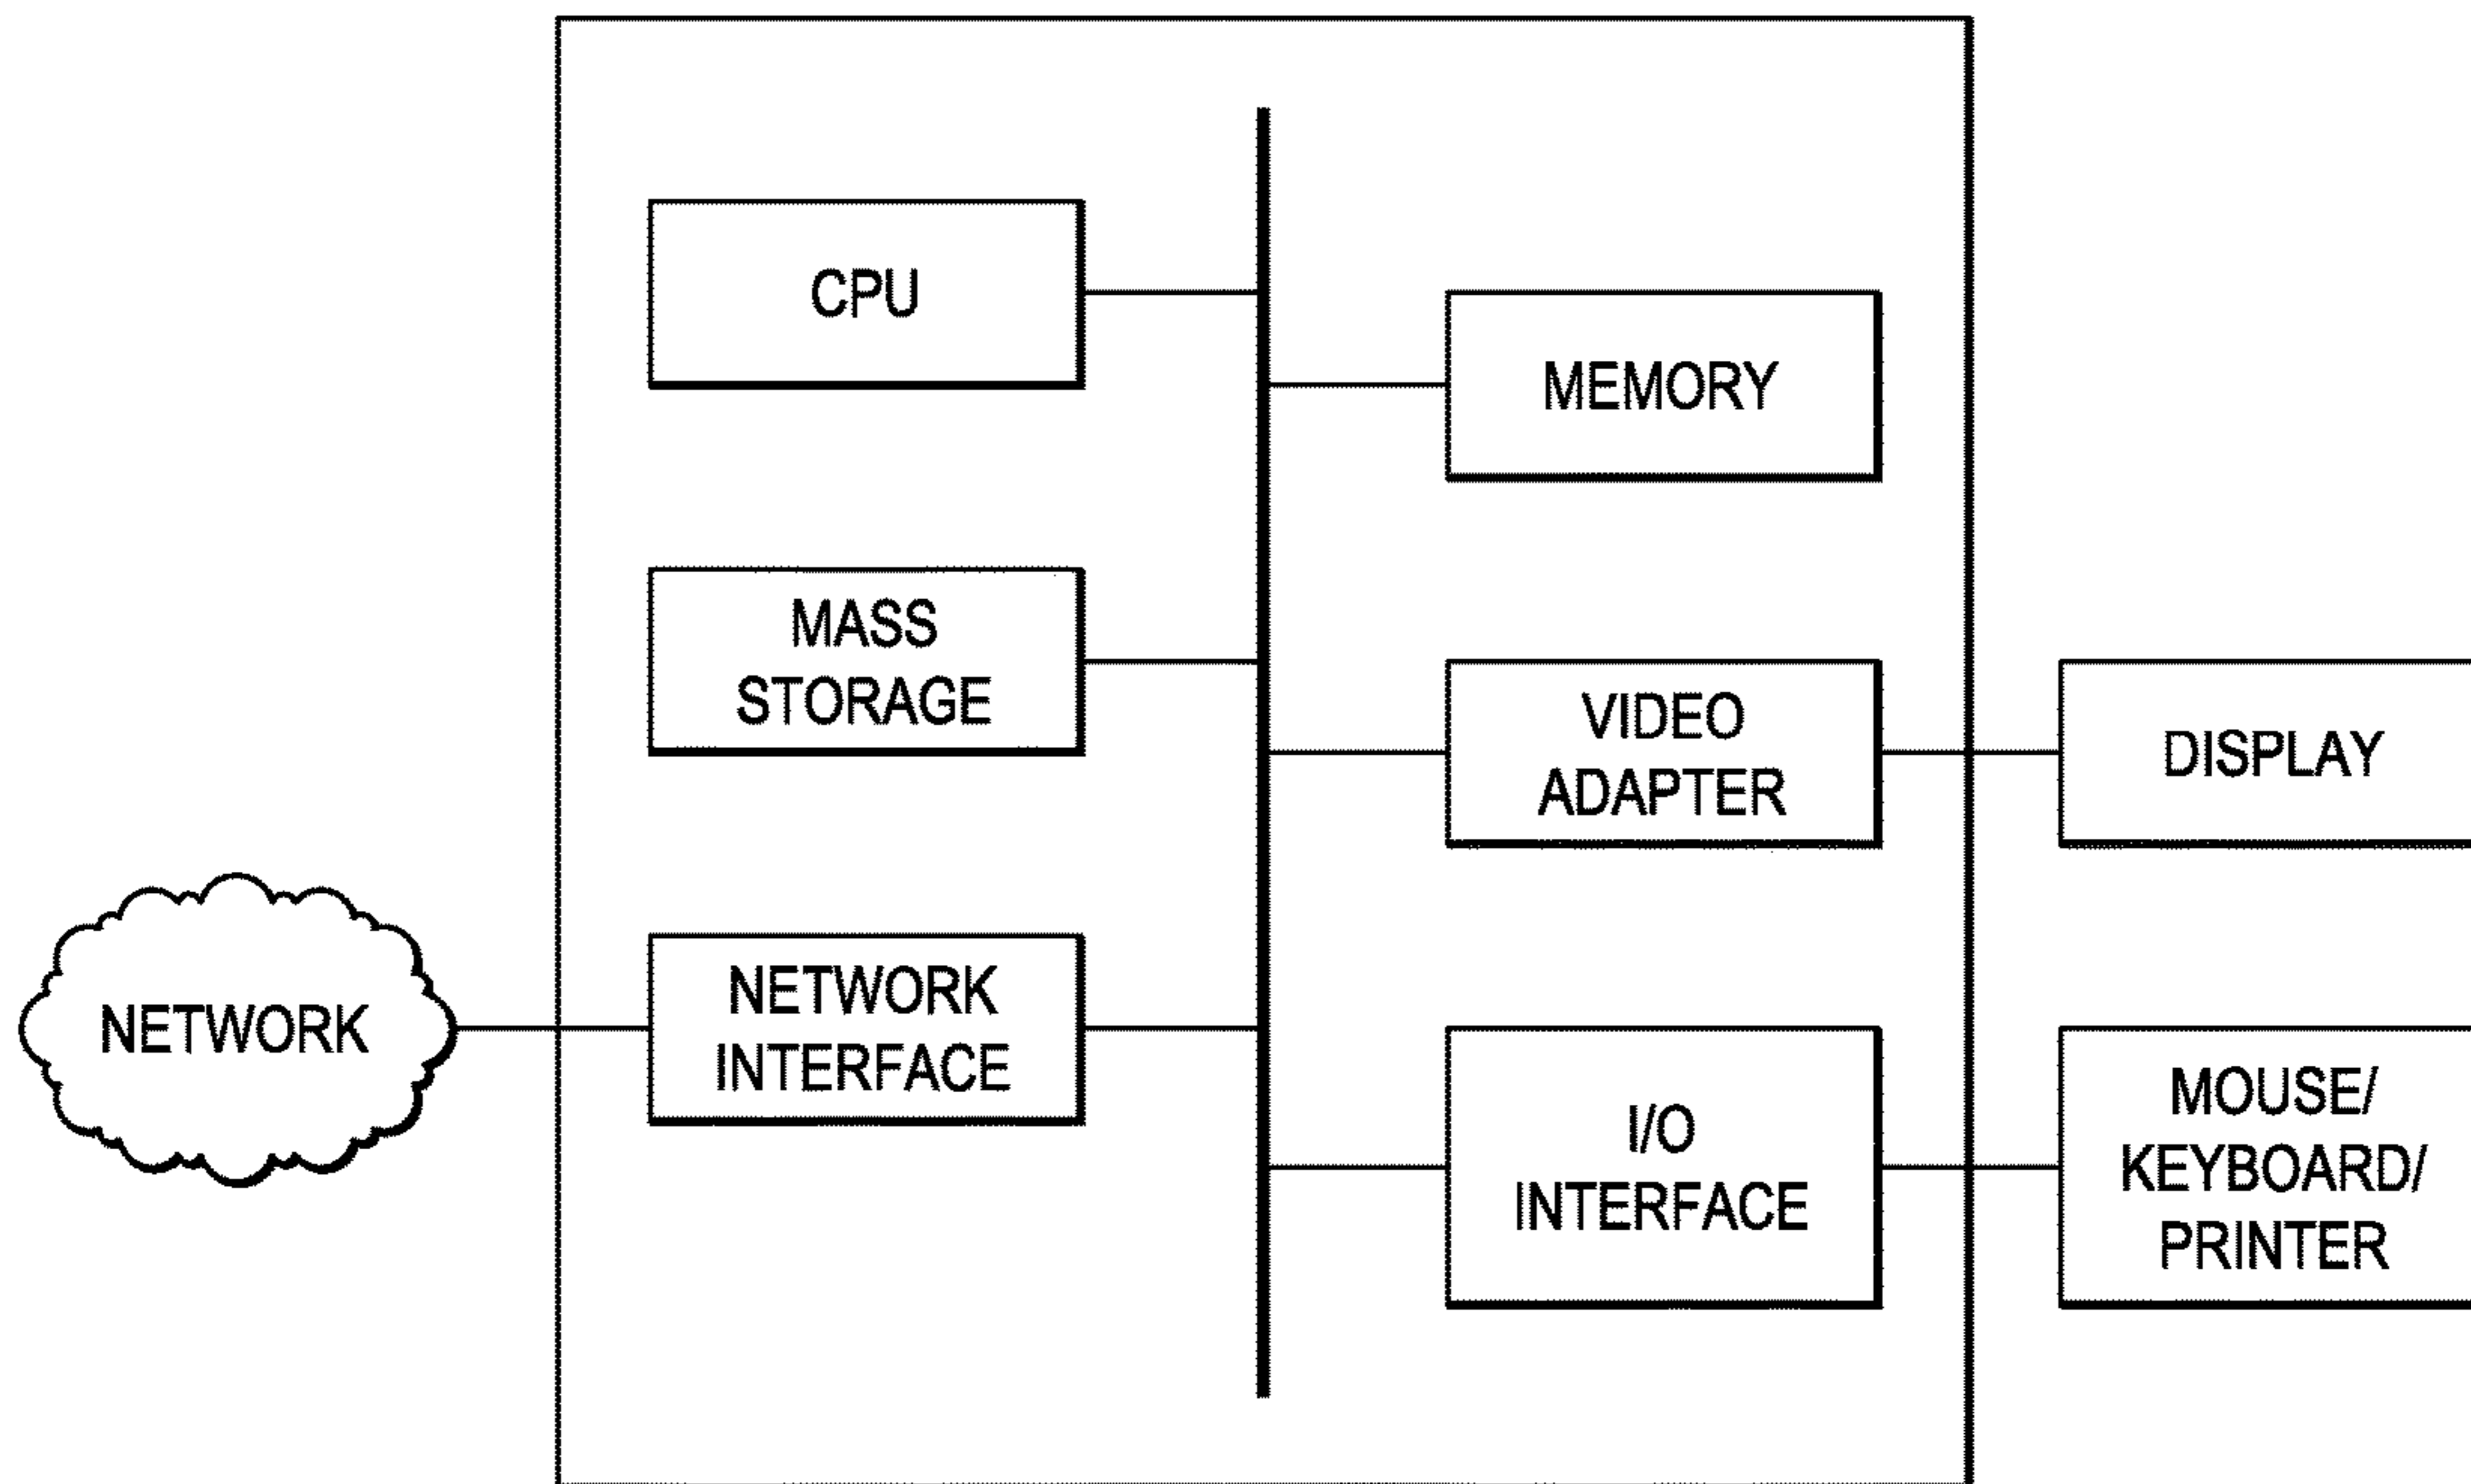 CPU
MEMORY
MASS
STORAGE
VIDEO
ADAPTER
DISPLAY
NETWORK
NETWORK
INTERFACE
I/O
INTERFACE
MOUSE/
KEYBOARD/
PRINTER